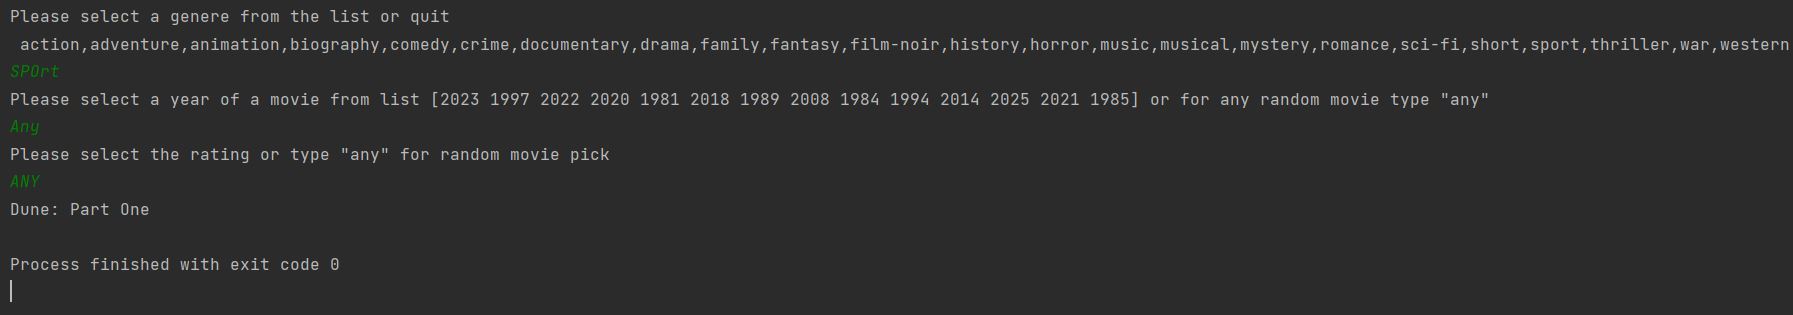 Please select a genere from the list or quit
action,adventure,animation,biography,comedy,crime,documentary,drama,family,fantasy,film-noir,history,horror,music,musical,mystery,romance,sci-fi,short,sport,thriller,war,western
SPOrt
Please select a year of a movie from list [2023 1997 2022 2020 1981 2018 1989 2008 1984 1994 2014 2025 2021 1985] or for any random movie type "any"
Any
Please select the rating or type "any" for random movie pick
ANY
Dune: Part One
Process finished with exit code 0